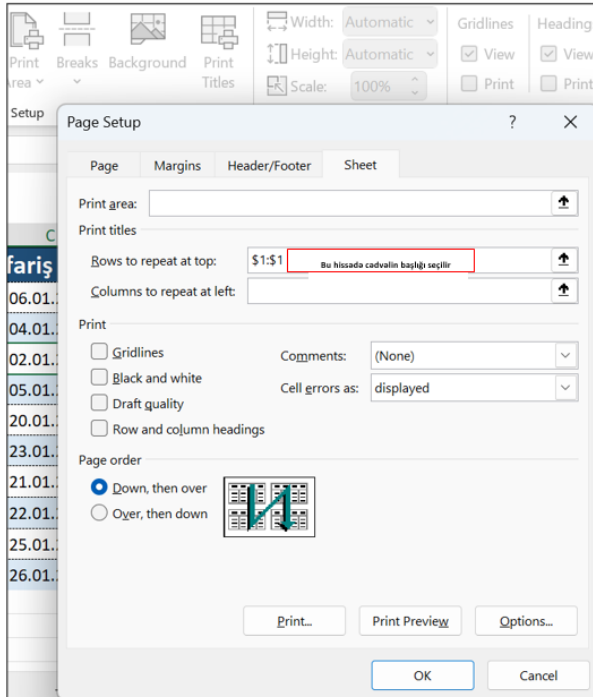 Width: Automatic
Gridlines
Heading
Height: Automatic
View
View
Print
Area
Breaks
Background
Print
Titles
Scale: 100%
Print
Print
Setup
Page Setup
?
Page
Margins
Header/Footer
Sheet
Print area:
C
Print titles
fariş
Rows to repeat at top:
$1:$1
Bu hissədə cədvəlin başlığı seçilir
Columns to repeat at left:
06.01.
04.01.
Print
02.01.
Gridlines
Comments:
(None)
Black and white
05.01.
Cell errors as:
displayed
Draft quality
20.01.
Row and column headings
23.01.
Page order
21.01.
Down, then over
22.01.
Over, then down
25.01.
26.01.
Print...
Print Preview
Options...
OK
Cancel